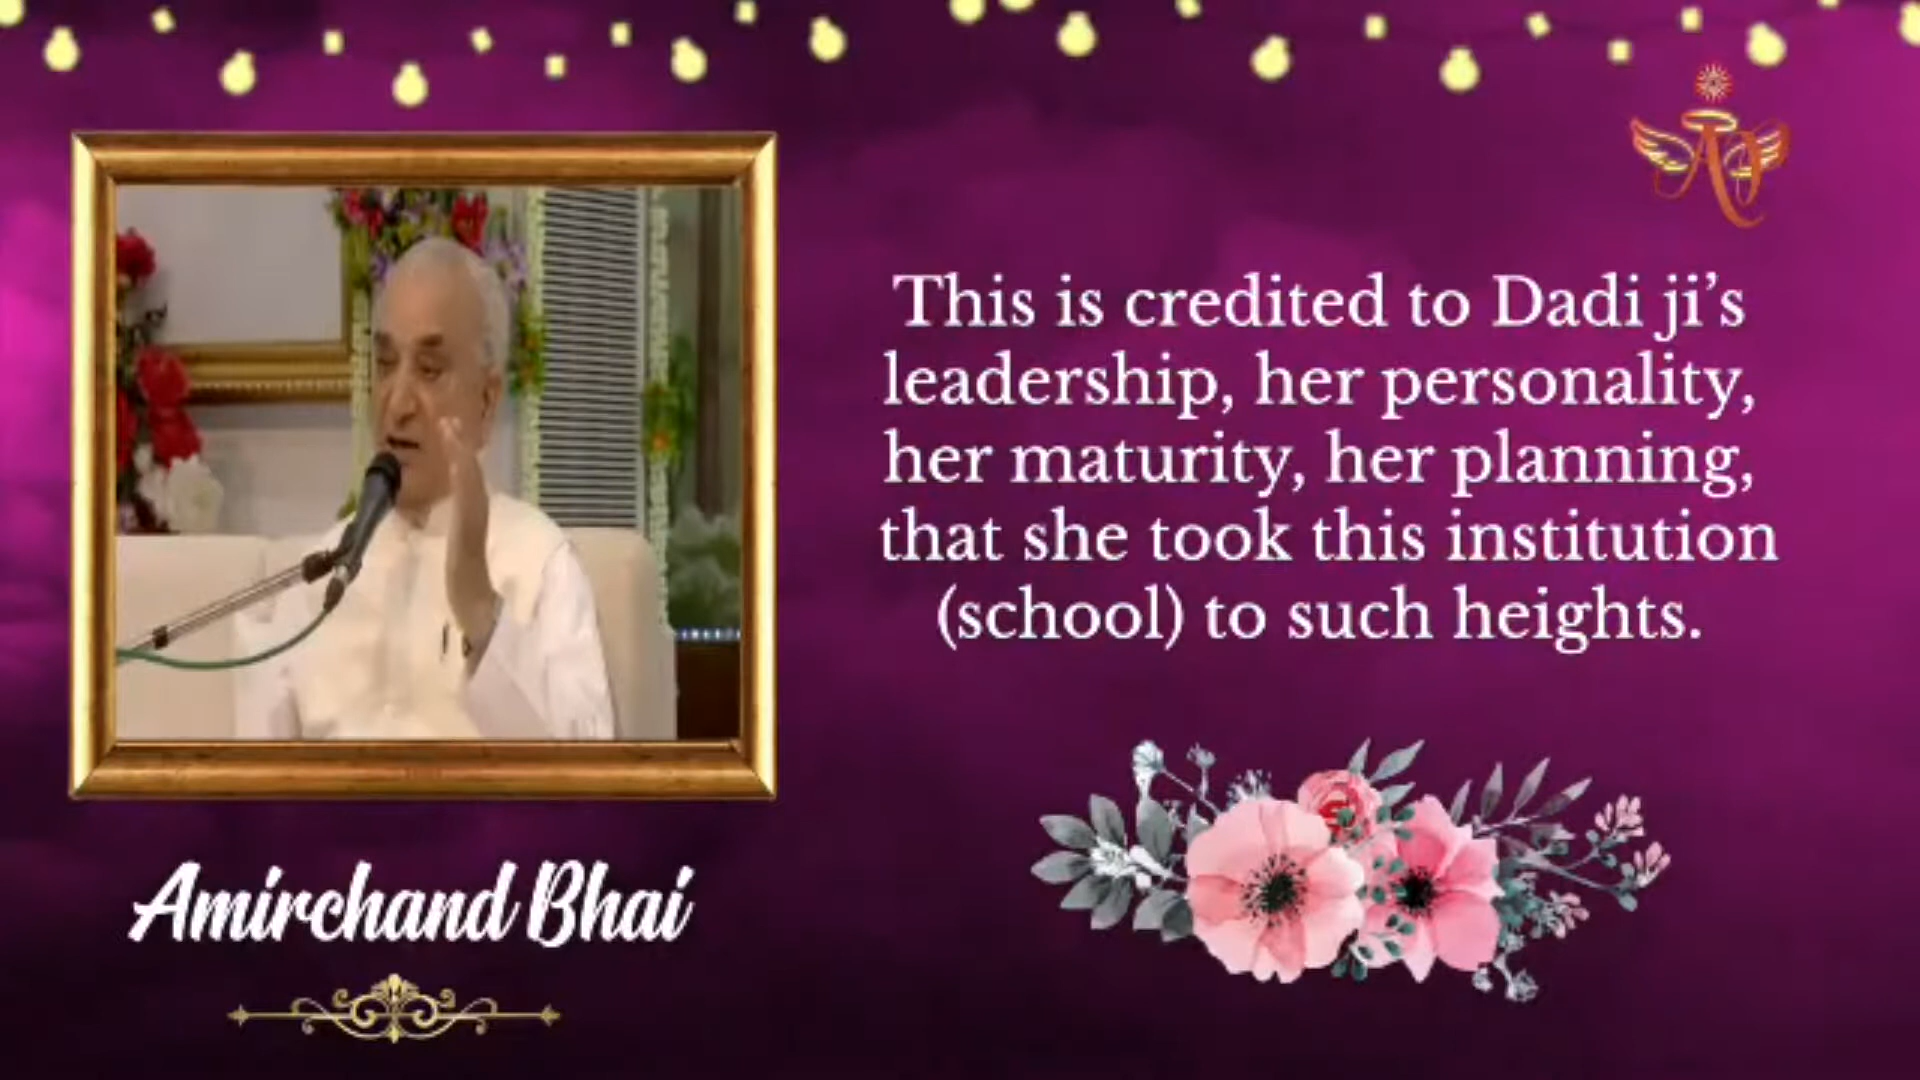 This is credited to Dadi ji’s
leadership, her personality,
her maturity, her planning,
that she took this institution
(school) to such heights.
Amirchand Bhai